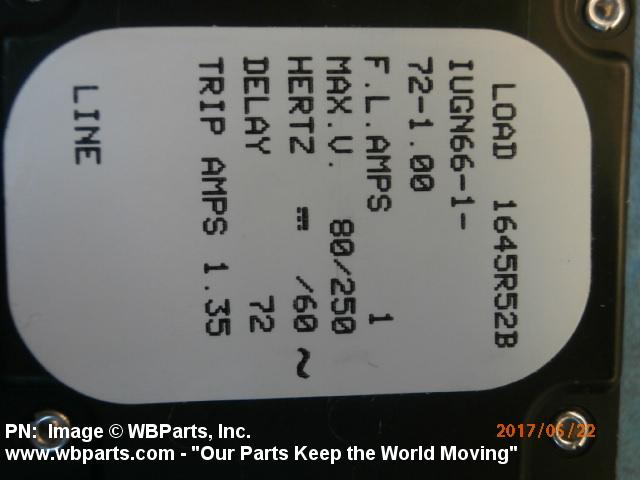 LOAD 1645R52B
IUGN66-1-
72-1.00
F.L.AMPS 1
MAX.V. 80/250
HERTZ ⎓ /60 ~
DELAY 72
TRIP AMPS 1.35
LINE
2017/06/22
PN: Image © WBParts, Inc.
www.wbparts.com - "Our Parts Keep the World Moving"